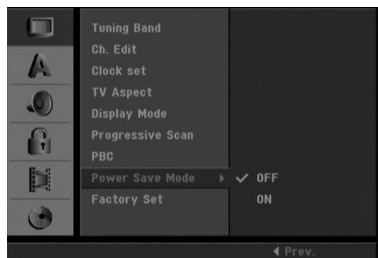 Tuning Band
Ch. Edit
Clock set
TV Aspect
Display Mode
Progressive Scan
PBC
Power Save Mode
OFF
Factory Set
ON
Prev.